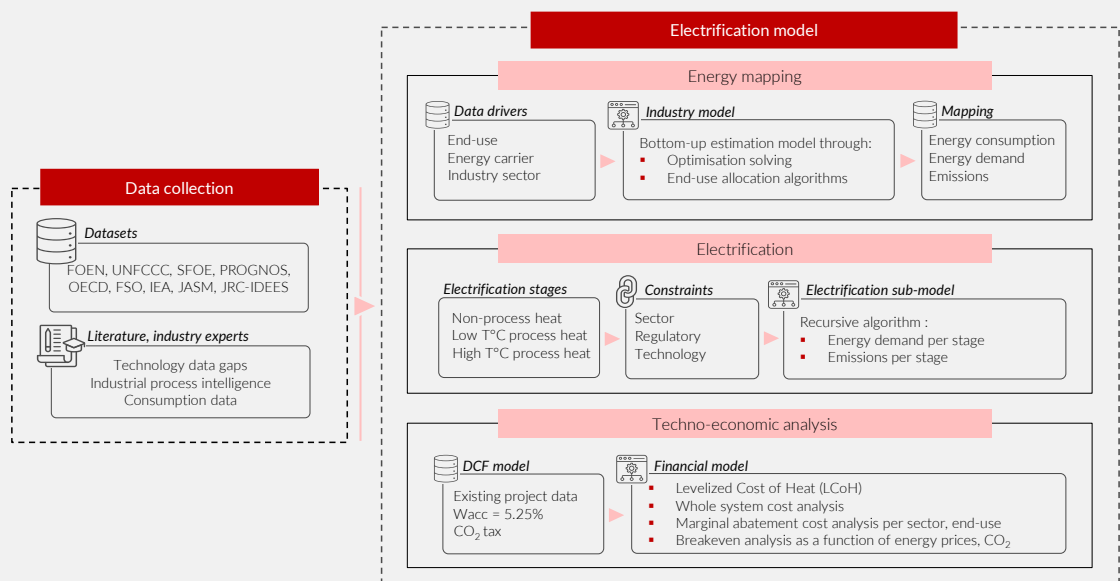 Electrification model
Energy mapping
Data drivers
End-use
Energy carrier
Industry sector
Industry model
Bottom-up estimation model through:
Optimisation solving
End-use allocation algorithms
Mapping
Energy consumption
Energy demand
Emissions
Data collection
Datasets
FOEN, UNFCCC, SFOE, PROGNOS,
OECD, FSO, IEA, JASM, JRC-IDEES
Literature, industry experts
Technology data gaps
Industrial process intelligence
Consumption data
Electrification
Electrification stages
Non-process heat
Low T°C process heat
High T°C process heat
Constraints
Sector
Regulatory
Technology
Electrification sub-model
Recursive algorithm :
Energy demand per stage
Emissions per stage
Techno-economic analysis
DCF model
Existing project data
Wacc = 5.25%
CO₂ tax
Financial model
Levelized Cost of Heat (LCoH)
Whole system cost analysis
Marginal abatement cost analysis per sector, end-use
Breakeven analysis as a function of energy prices, CO₂